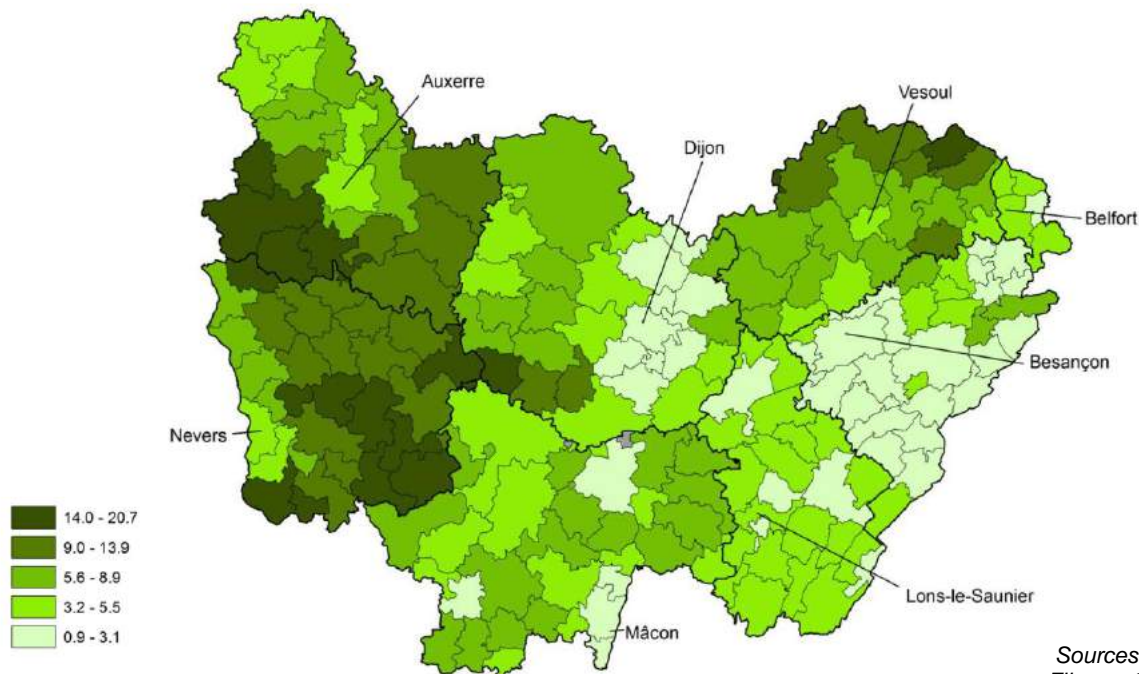 Auxerre
Vesoul
Dijon
Belfort
Besançon
Nevers
14.0 - 20.7
9.0 - 13.9
5.6 - 8.9
3.2 - 5.5
0.9 - 3.1
Lons-le-Saunier
Mâcon
Sources